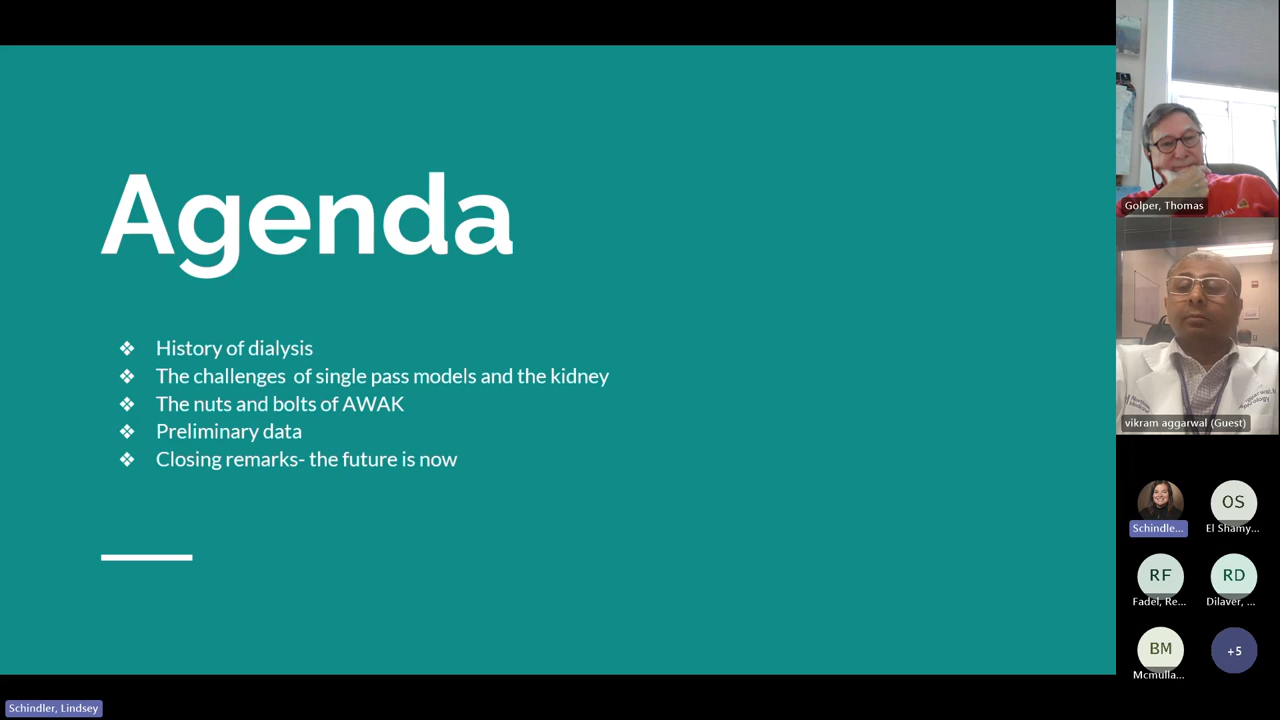 Agenda
❖ History of dialysis
❖ The challenges  of single pass models and the kidney
❖ The nuts and bolts of AWAK
❖ Preliminary data
❖ Closing remarks- the future is now
Golper, Thomas
vikram aggarwal (Guest)
Schindle...
OS
El Shamy...
RF
Fadel, Re...
RD
Dilaver, ...
BM
Mcmulla...
+5
Schindler, Lindsey